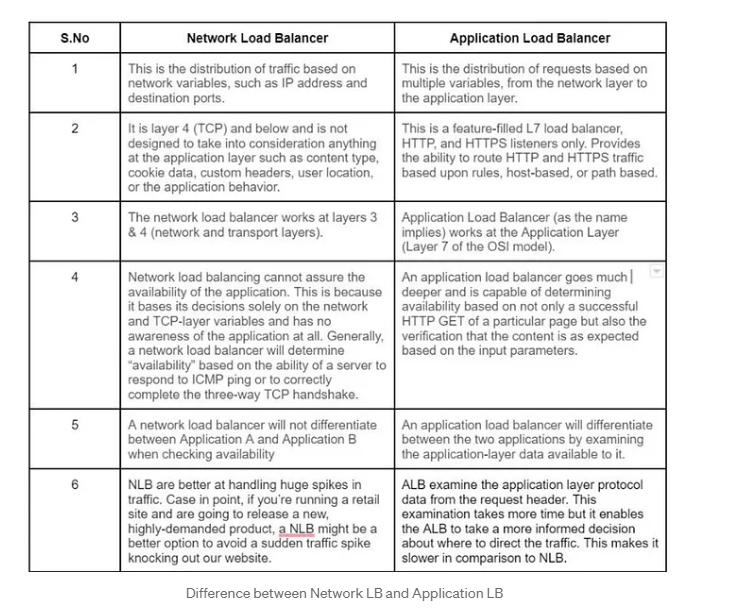 S.No
Network Load Balancer
Application Load Balancer
1
This is the distribution of traffic based on
network variables, such as IP address and
destination ports.
This is the distribution of requests based on
multiple variables, from the network layer to
the application layer.
2
It is layer 4 (TCP) and below and is not
designed to take into consideration anything
at the application layer such as content type,
cookie data, custom headers, user location,
or the application behavior.
This is a feature-filled L7 load balancer,
HTTP, and HTTPS listeners only. Provides
the ability to route HTTP and HTTPS traffic
based upon rules, host-based, or path based.
3
The network load balancer works at layers 3
& 4 (network and transport layers).
Application Load Balancer (as the name
implies) works at the Application Layer
(Layer 7 of the OSI model).
4
Network load balancing cannot assure the
availability of the application. This is because
it bases its decisions solely on the network
and TCP-layer variables and has no
awareness of the application at all. Generally,
a network load balancer will determine
“availability” based on the ability of a server to
respond to ICMP ping or to correctly
complete the three-way TCP handshake.
An application load balancer goes much
deeper and is capable of determining
availability based on not only a successful
HTTP GET of a particular page but also the
verification that the content is as expected
based on the input parameters.
5
A network load balancer will not differentiate
between Application A and Application B
when checking availability
An application load balancer will differentiate
between the two applications by examining
the application-layer data available to it.
6
NLB are better at handling huge spikes in
traffic. Case in point, if you’re running a retail
site and are going to release a new,
highly-demanded product, a NLB might be a
better option to avoid a sudden traffic spike
knocking out our website.
ALB examine the application layer protocol
data from the request header. This
examination takes more time but it enables
the ALB to take a more informed decision
about where to direct the traffic. This makes it
slower in comparison to NLB.
Difference between Network LB and Application LB